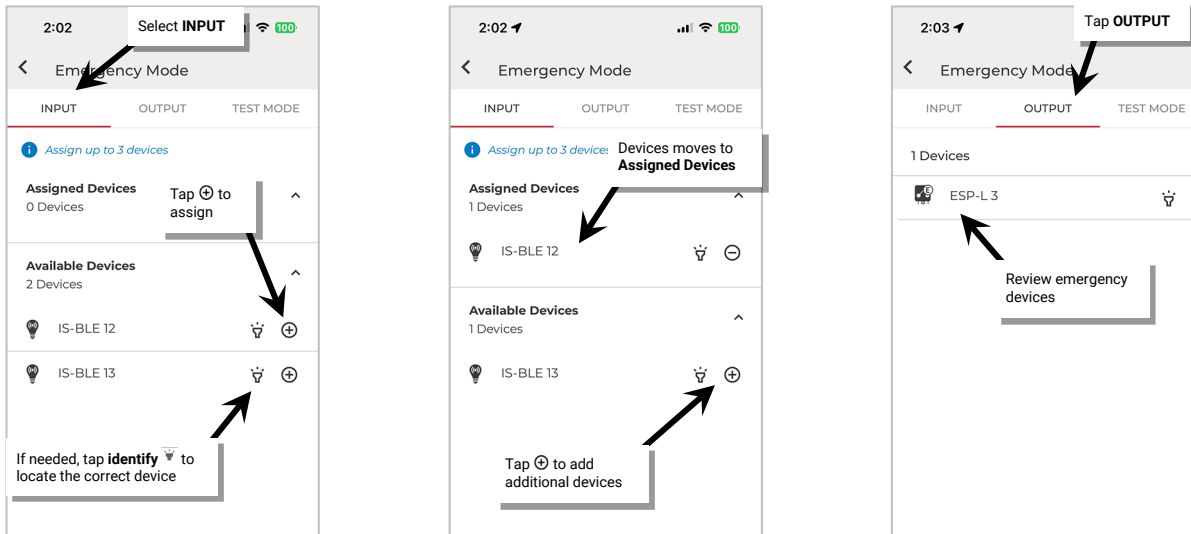 2:02
Select INPUT
100
Emergency Mode
INPUT OUTPUT TEST MODE
i Assign up to 3 devices
Assigned Devices
0 Devices
Tap ⊕ to
assign
Available Devices
2 Devices
IS-BLE 12
IS-BLE 13
If needed, tap identify to
locate the correct device
2:02
100
Emergency Mode
INPUT OUTPUT TEST MODE
i Assign up to 3 devices
Devices moves to
Assigned Devices
Assigned Devices
1 Devices
IS-BLE 12
Available Devices
1 Devices
IS-BLE 13
Tap ⊕ to add
additional devices
2:03
Tap OUTPUT
Emergency Mode
INPUT OUTPUT TEST MODE
1 Devices
E
ESP-L 3
Review emergency
devices